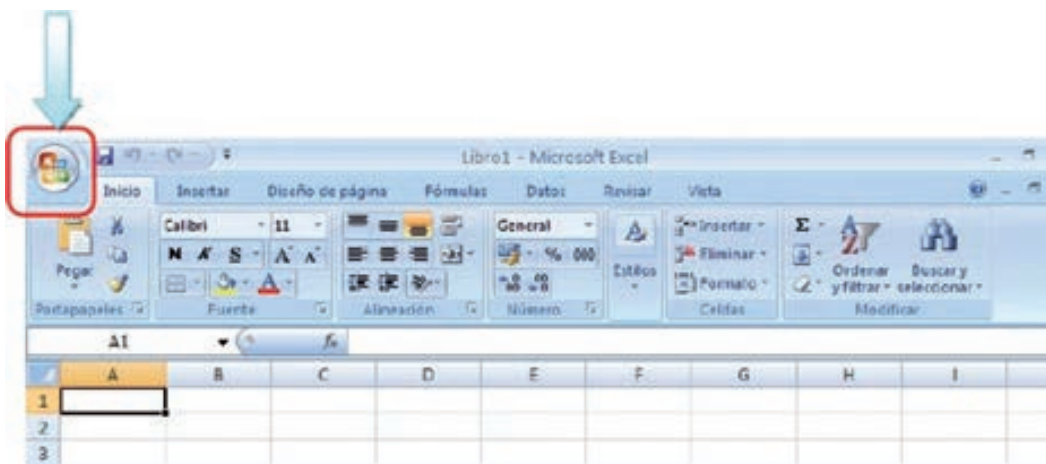 Libro1 - Microsoft Excel
Inicio Insertar Diseño de página Fórmulas Datos Revisar Vista
Calibri 11 General Insertar Σ
N K S A A % 000 Eliminar
Pegar A Estilos Formato Ordenar y filtrar Buscar y seleccionar
Portapapeles Fuente Alineación Número Celdas Modificar
A1 fx
A B C D E F G H I
1
2
3